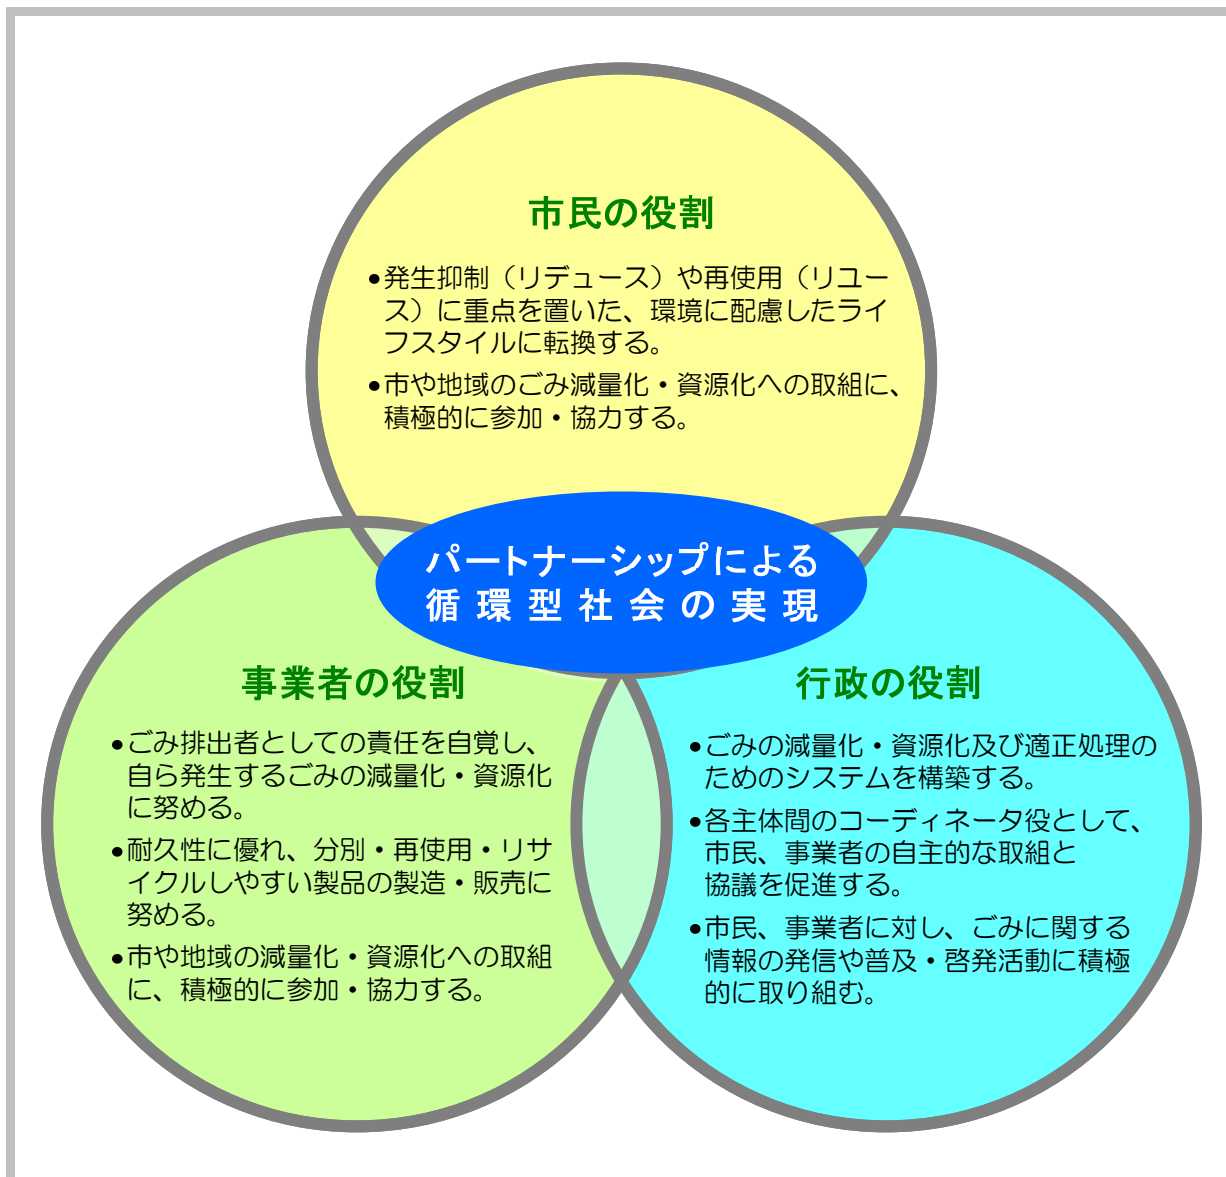 市民の役割
•発生抑制（リデュース）や再使用（リユー
ス）に重点を置いた、環境に配慮したライ
フスタイルに転換する。
•市や地域のごみ減量化・資源化への取組に、
積極的に参加・協力する。
パートナーシップによる
循環型社会の実現
事業者の役割
•ごみ排出者としての責任を自覚し、
自ら発生するごみの減量化・資源化
に努める。
•耐久性に優れ、分別・再使用・リサ
イクルしやすい製品の製造・販売に
努める。
•市や地域の減量化・資源化への取組
に、積極的に参加・協力する。
行政の役割
•ごみの減量化・資源化及び適正処理の
ためのシステムを構築する。
•各主体間のコーディネータ役として、
市民、事業者の自主的な取組と
協議を促進する。
•市民、事業者に対し、ごみに関する
情報の発信や普及・啓発活動に積極
的に取り組む。